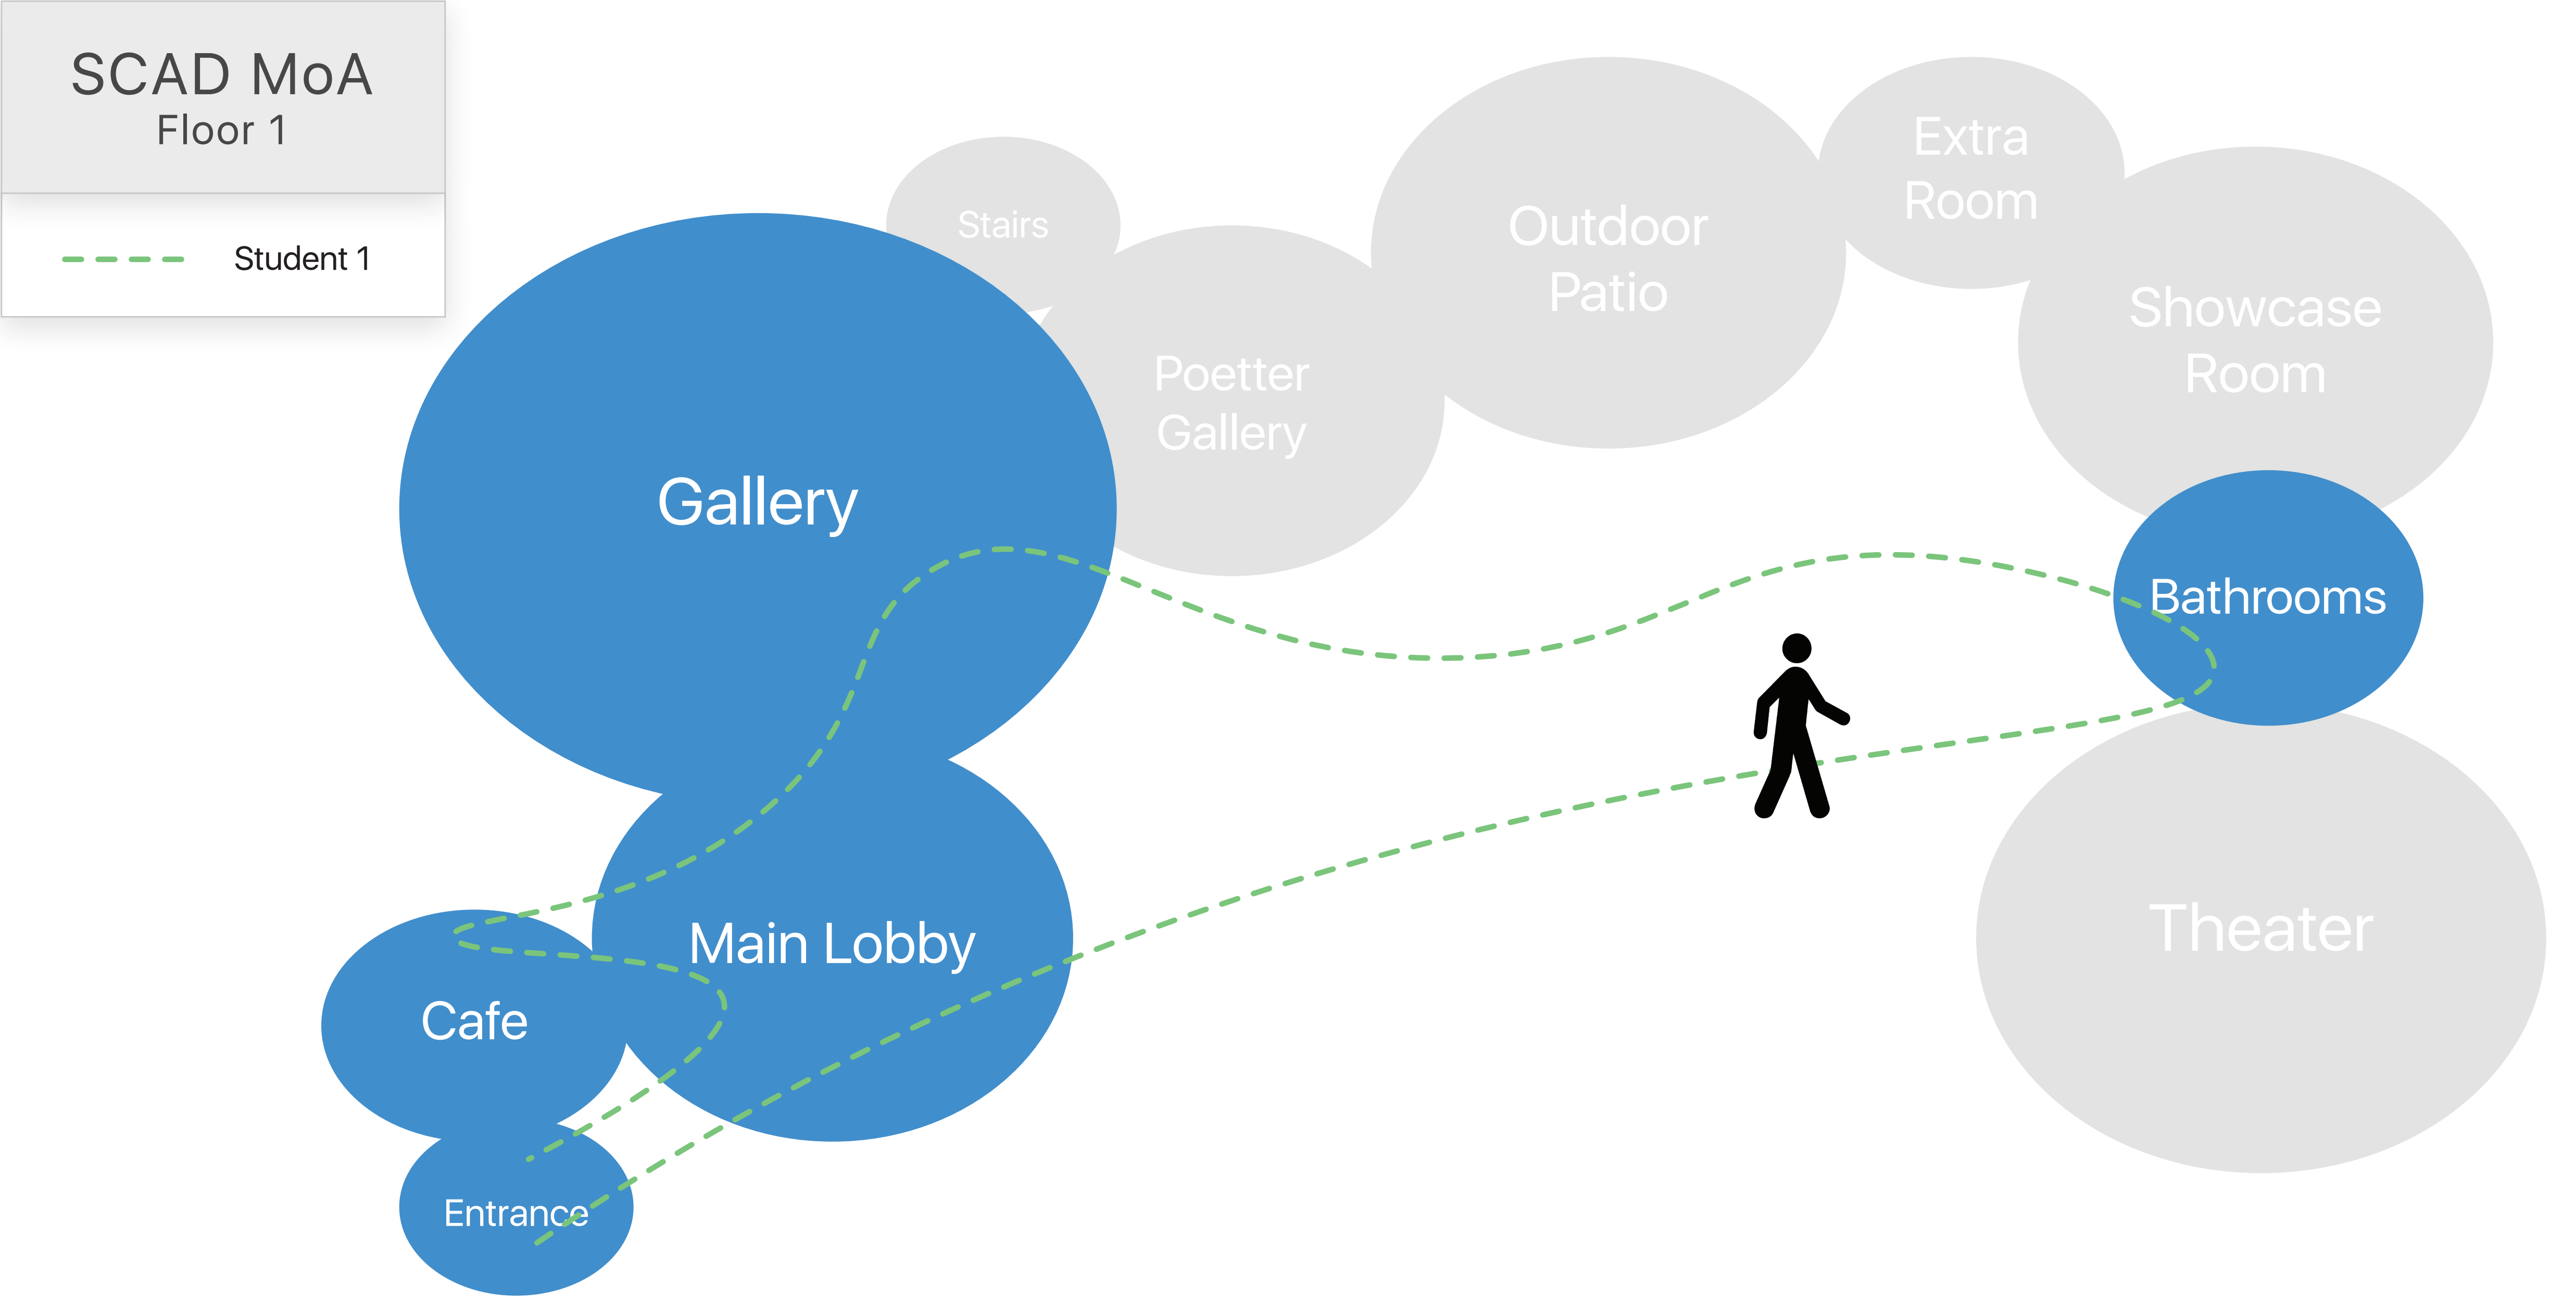 SCAD MoA
Floor 1
Student 1
Stairs
Gallery
Poetter
Gallery
Outdoor
Patio
Extra
Room
Showcase
Room
Bathrooms
Main Lobby
Cafe
Entrance
Theater